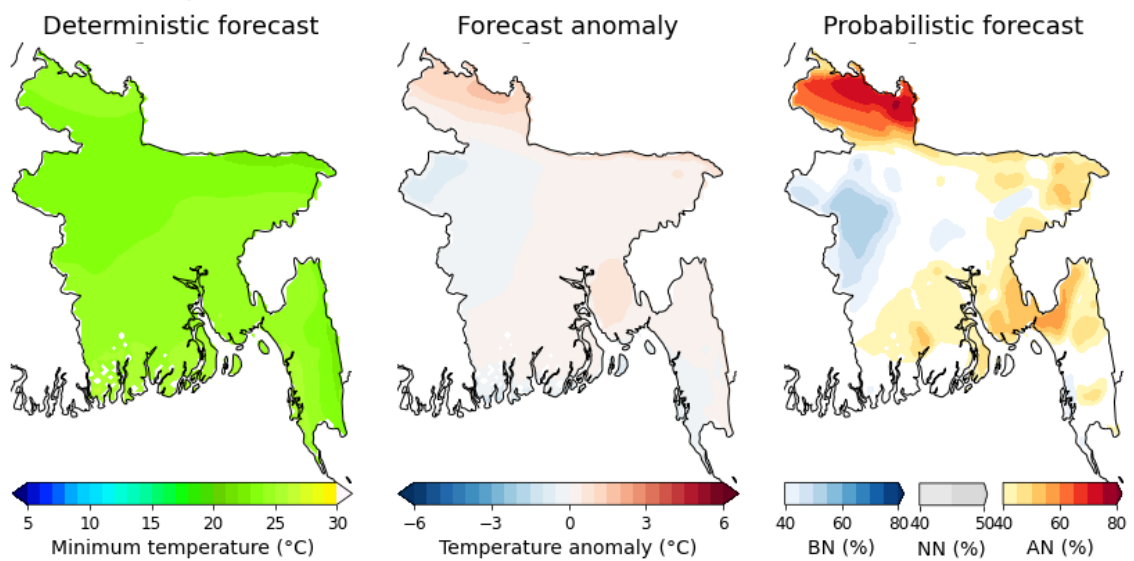 Deterministic forecast
Forecast anomaly
Probabilistic forecast
5 10 15 20 25 30
Minimum temperature (°C)
−6 −3 0 3 6
Temperature anomaly (°C)
40 60 80
BN (%)
40 50
NN (%)
40 60 80
AN (%)